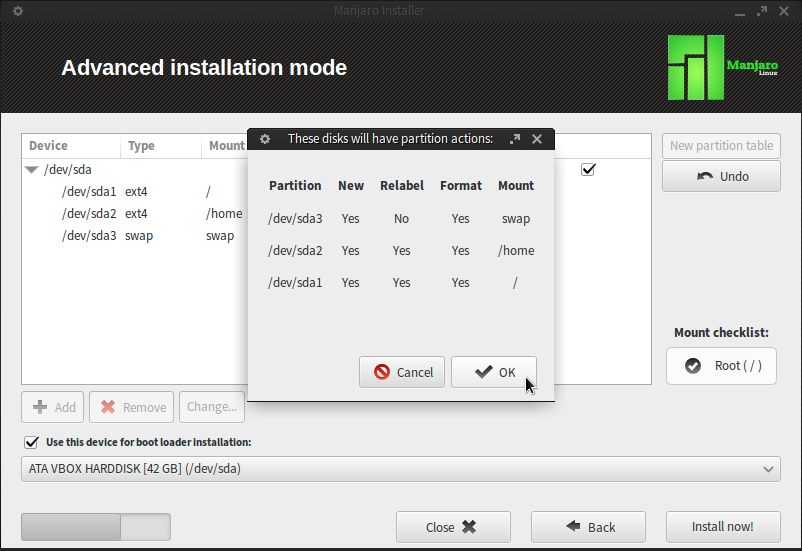 Manjaro Installer
Advanced installation mode
Manjaro
Linux
Device Type Mount
These disks will have partition actions:
New partition table
/dev/sda
Undo
/dev/sda1 ext4 /
/dev/sda2 ext4 /home
/dev/sda3 swap swap
Partition New Relabel Format Mount
/dev/sda3 Yes No Yes swap
/dev/sda2 Yes Yes Yes /home
/dev/sda1 Yes Yes Yes /
Cancel OK
Mount checklist:
Root ( / )
Add Remove Change...
Use this device for boot loader installation:
ATA VBOX HARDDISK [42 GB] (/dev/sda)
Close Back Install now!